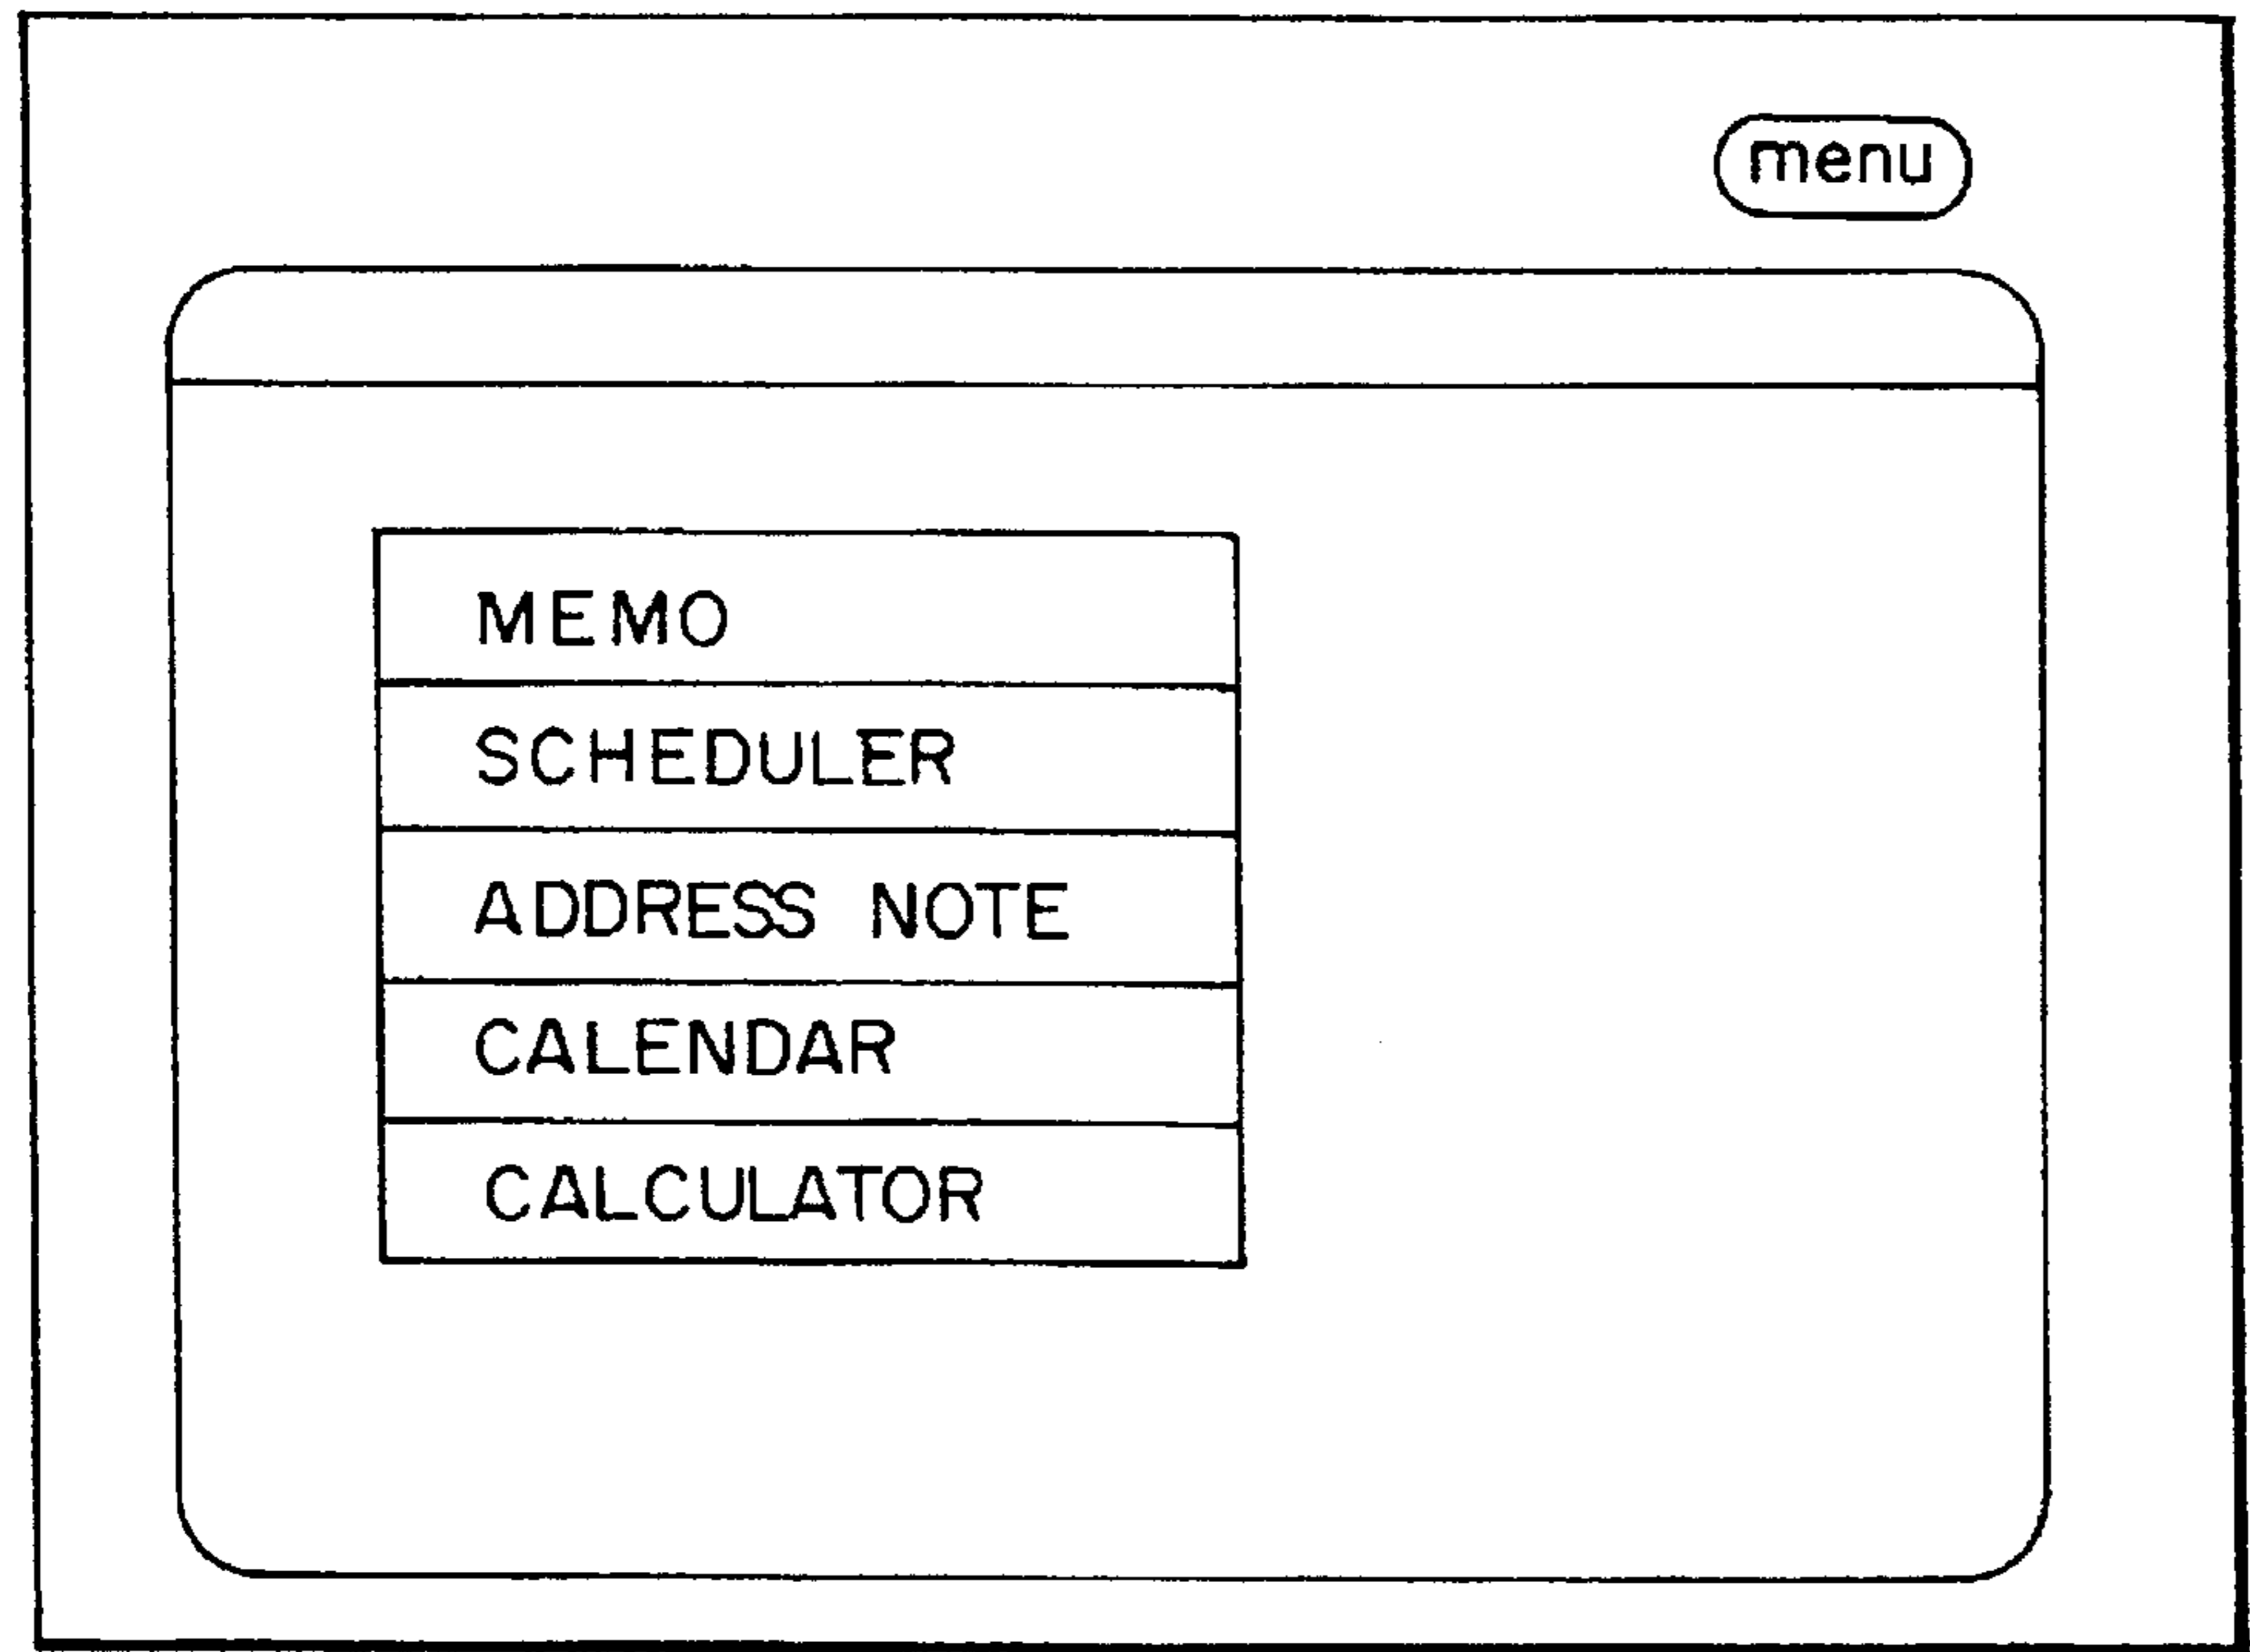 menu
MEMO
SCHEDULER
ADDRESS NOTE
CALENDAR
CALCULATOR